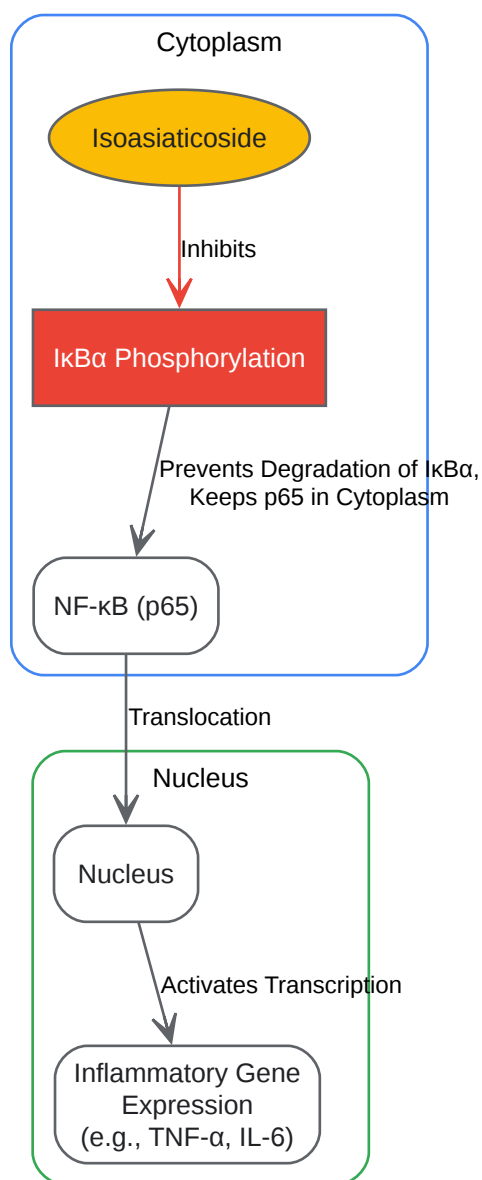 Cytoplasm
Isoasiaticoside
Inhibits
IκBα Phosphorylation
Prevents Degradation of IκBα,
Keeps p65 in Cytoplasm
NF-κB (p65)
Translocation
Nucleus
Nucleus
Activates Transcription
Inflammatory Gene
Expression
(e.g., TNF-α, IL-6)